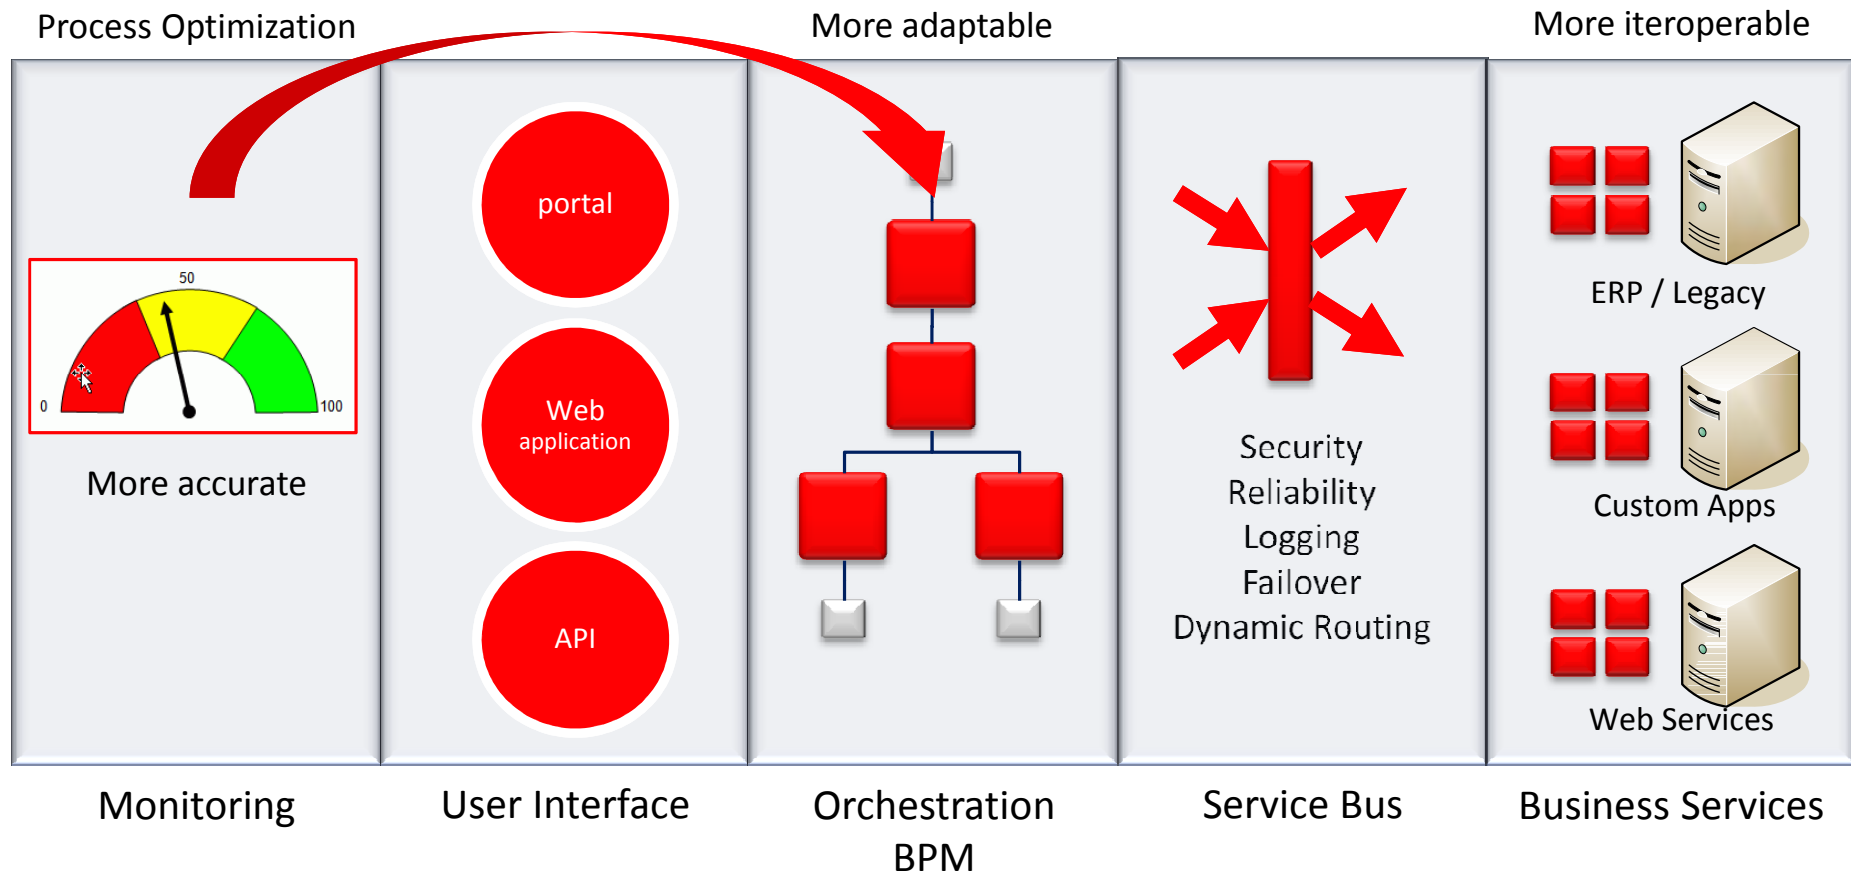 Process Optimization
More adaptable
More iteroperable
50
0
100
More accurate
portal
Web
application
API
Security
Reliability
Logging
Failover
Dynamic Routing
ERP / Legacy
Custom Apps
Web Services
Monitoring
User Interface
Orchestration
BPM
Service Bus
Business Services